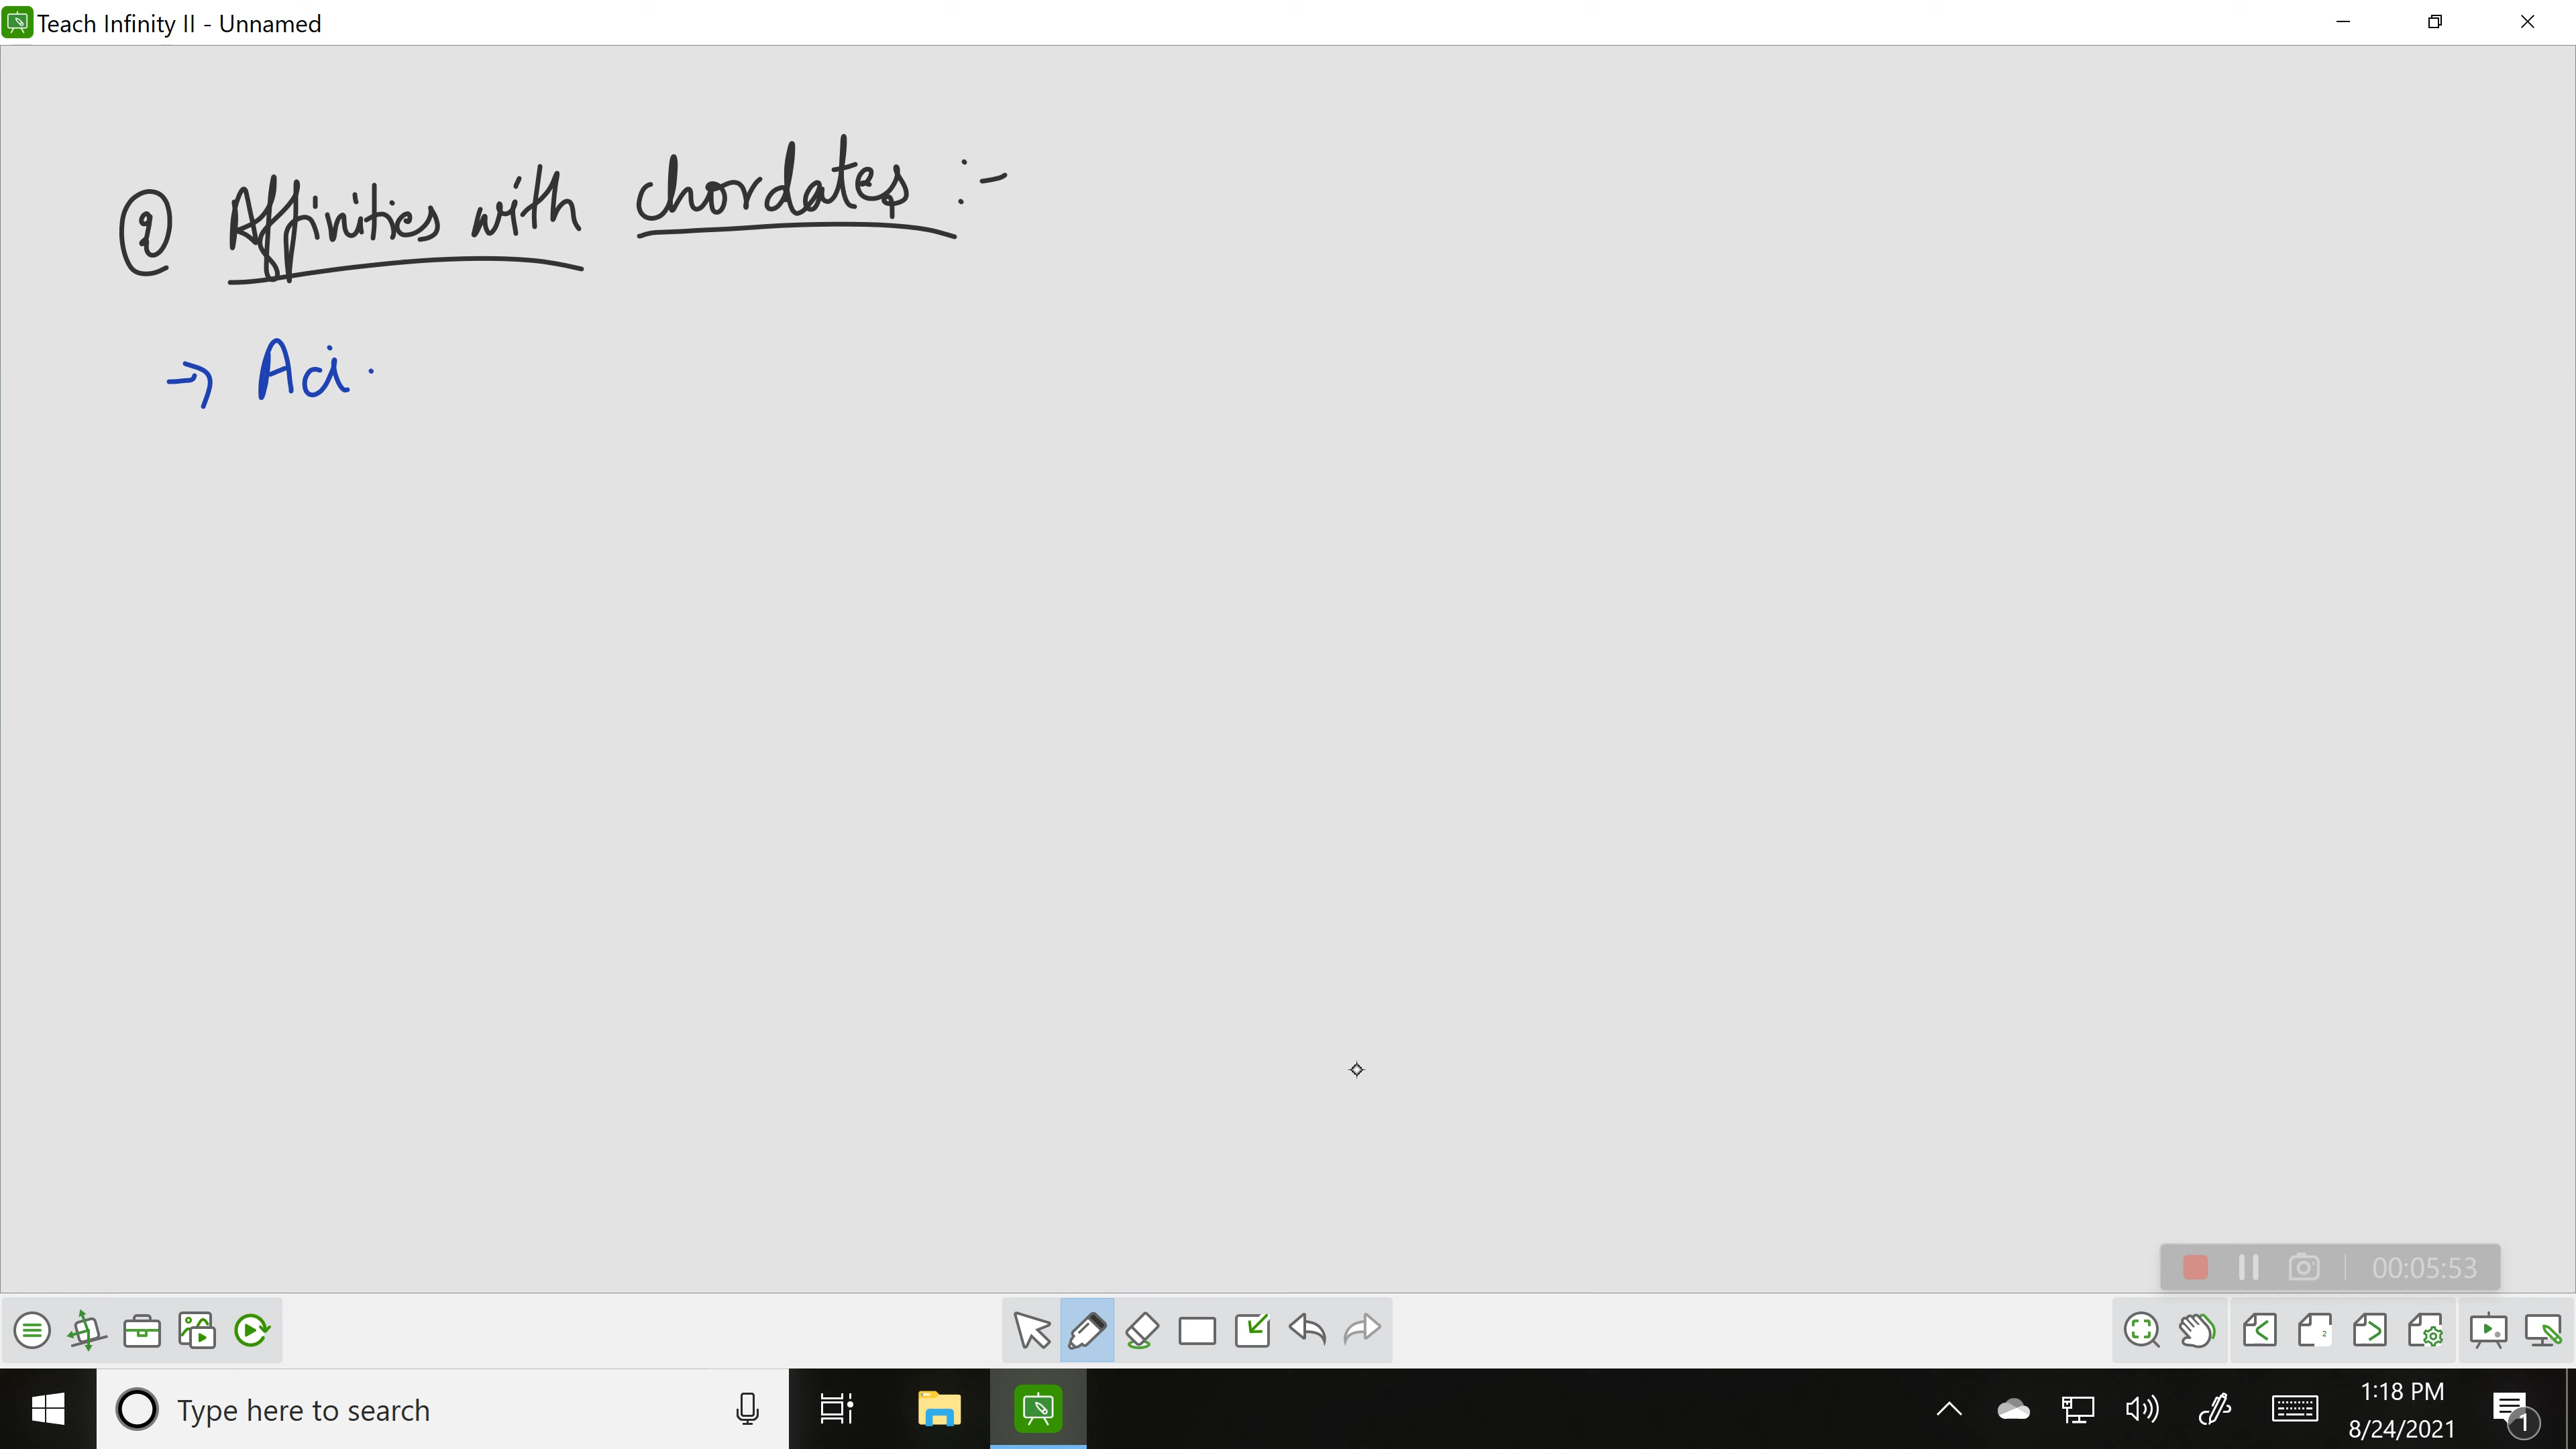 Teach Infinity II - Unnamed
Affinities with chordates :-
→
00:05:53
2
Type here to search
1:18 PM
8/24/2021
1